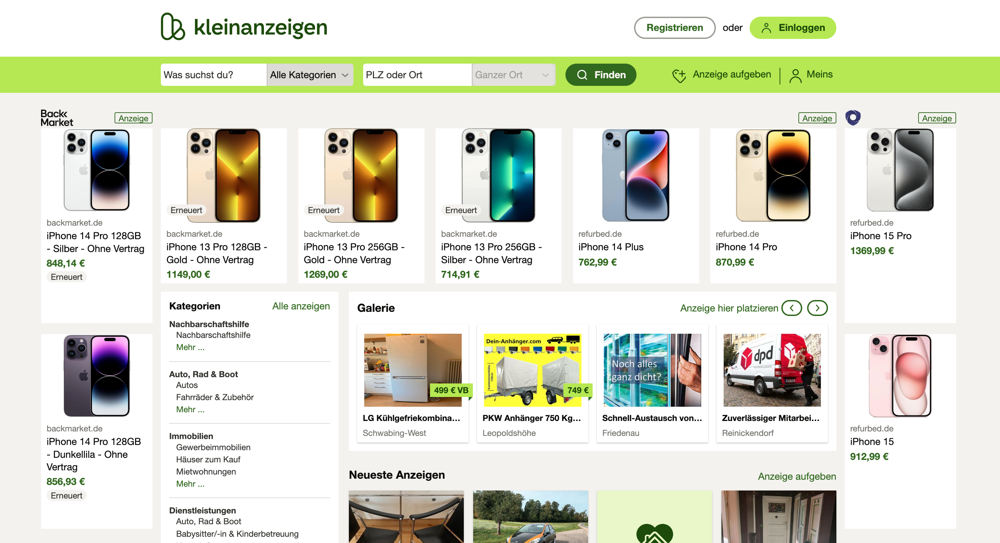 kleinanzeigen
Registrieren oder Einloggen
Was suchst du? Alle Kategorien PLZ oder Ort Ganzer Ort Finden Anzeige aufgeben Meins
Back Market
Anzeige
backmarket.de
iPhone 14 Pro 128GB
- Silber - Ohne Vertrag
848,14 €
Erneuert
backmarket.de
iPhone 14 Pro 128GB
- Dunkellila - Ohne
Vertrag
856,93 €
Erneuert
Anzeige
Erneuert
backmarket.de
iPhone 13 Pro 128GB -
Gold - Ohne Vertrag
1149,00 €
Erneuert
backmarket.de
iPhone 13 Pro 256GB -
Gold - Ohne Vertrag
1269,00 €
Erneuert
backmarket.de
iPhone 13 Pro 256GB -
Silber - Ohne Vertrag
714,91 €
refurbed.de
iPhone 14 Plus
762,99 €
refurbed.de
iPhone 14 Pro
870,99 €
Anzeige
refurbed.de
iPhone 15 Pro
1369,99 €
refurbed.de
iPhone 15
912,99 €
Kategorien Alle anzeigen
Nachbarschaftshilfe
Nachbarschaftshilfe
Mehr ...
Auto, Rad & Boot
Autos
Fahrräder & Zubehör
Mehr ...
Immobilien
Gewerbeimmobilien
Häuser zum Kauf
Mietwohnungen
Mehr ...
Dienstleistungen
Auto, Rad & Boot
Babysitter/-in & Kinderbetreuung
Galerie Anzeige hier platzieren
499 € VB
LG Kühlgefriekombina...
Schwabing-West
Dein-Anhänger.com
Kasteninnenhöhe
130cm
749 €
PKW Anhänger 750 Kg...
Leopoldshöhe
Noch alles
ganz dicht?
Schnell-Austausch von...
Friedenau
dpd
Zuverlässiger Mitarbei...
Reinickendorf
Neueste Anzeigen Anzeige aufgeben